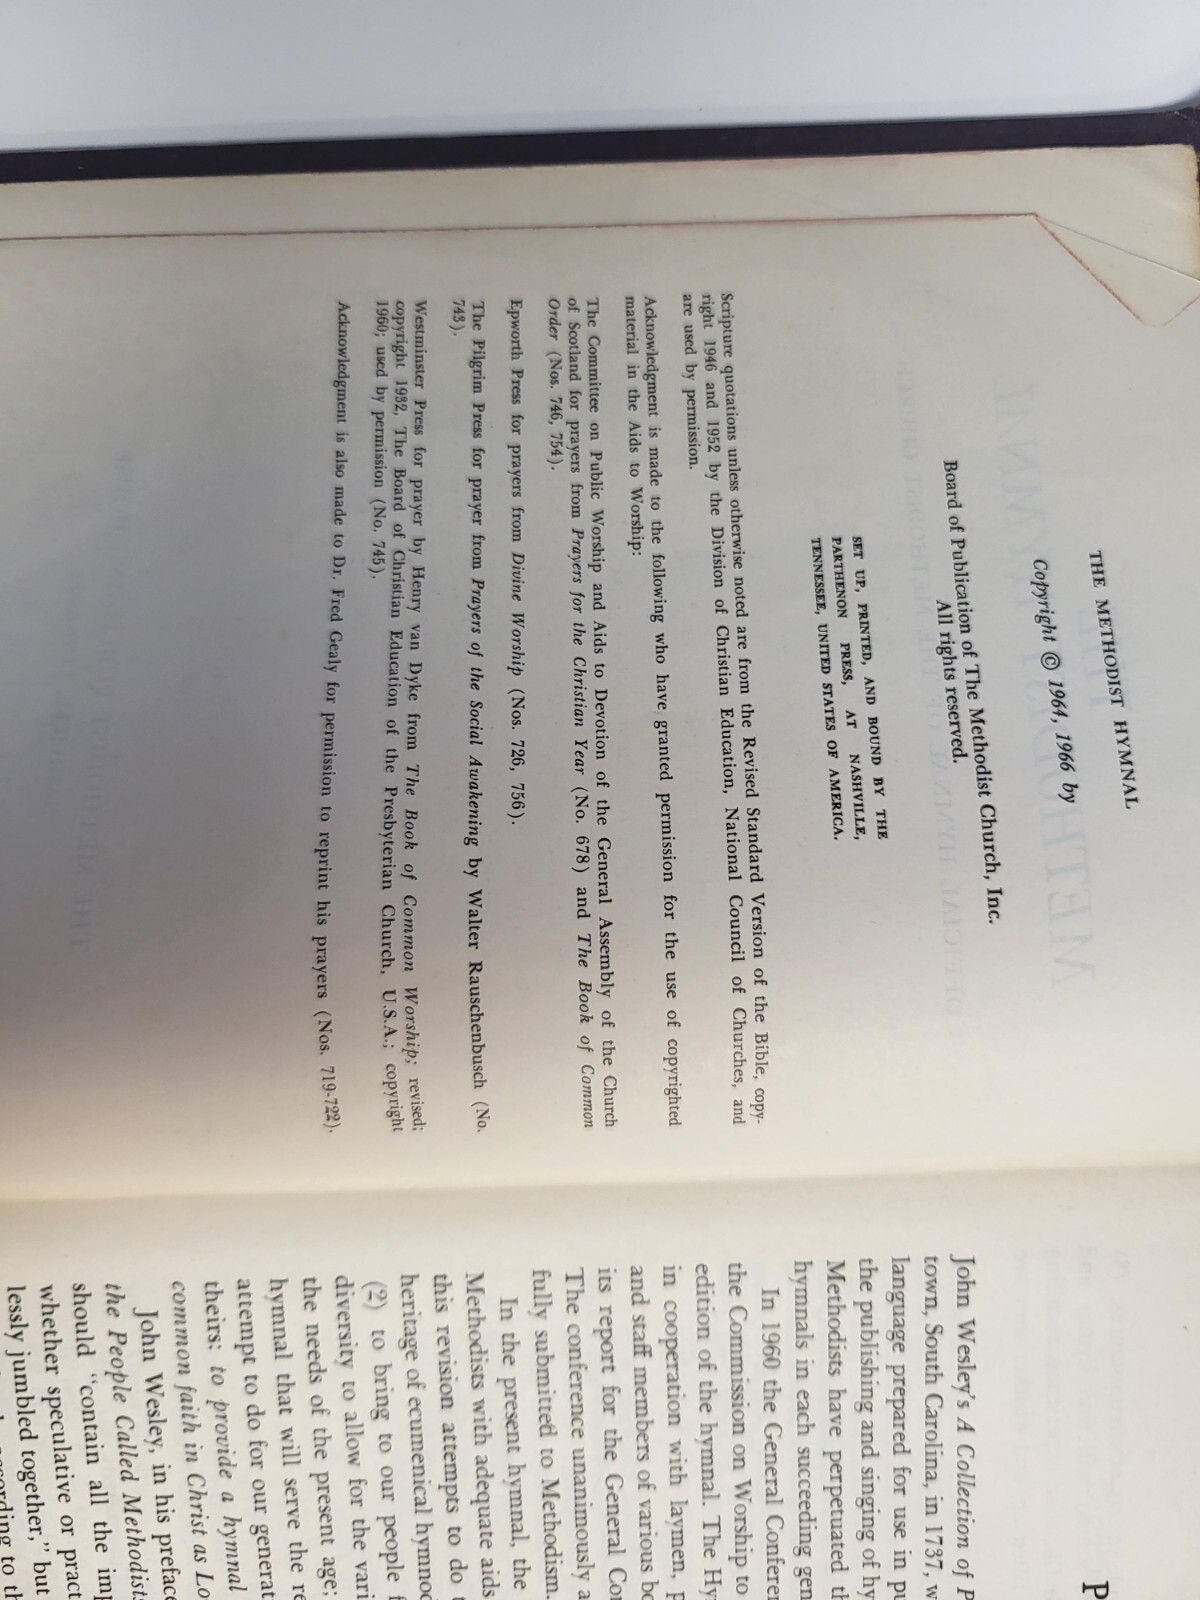 THE METHODIST HYMNAL
Copyright © 1964, 1966 by
Board of Publication of The Methodist Church, Inc.
All rights reserved.
SET UP, PRINTED, AND BOUND BY THE
PARTHENON PRESS, AT NASHVILLE,
TENNESSEE, UNITED STATES OF AMERICA.
Scripture quotations unless otherwise noted are from the Revised Standard Version of the Bible, copy-
right 1946 and 1952 by the Division of Christian Education, National Council of Churches, and
are used by permission.
Acknowledgment is made to the following who have granted permission for the use of copyrighted
material in the Aids to Worship:
The Committee on Public Worship and Aids to Devotion of the General Assembly of the Church
of Scotland for prayers from Prayers for the Christian Year (No. 678) and The Book of Common
Order (Nos. 746, 754).
Epworth Press for prayers from Divine Worship (Nos. 726, 756).
The Pilgrim Press for prayer from Prayers of the Social Awakening by Walter Rauschenbusch (No.
743).
Westminster Press for prayer by Henry van Dyke from The Book of Common Worship; revised;
copyright 1932, The Board of Christian Education of the Presbyterian Church, U.S.A.; copyright
1960; used by permission (No. 745).
Acknowledgment is also made to Dr. Fred Gealy for permission to reprint his prayers (Nos. 719-722).
P
John Wesley's A Collection of P
town, South Carolina, in 1737, w
language prepared for use in pu
the publishing and singing of hy
Methodists have perpetuated th
hymnals in each succeeding gen
In 1960 the General Conferen
the Commission on Worship to
edition of the hymnal. The Hy
in cooperation with laymen, p
and staff members of various bo
its report for the General Con
The conference unanimously a
fully submitted to Methodism.
In the present hymnal, the
Methodists with adequate aids
this revision attempts to do t
heritage of ecumenical hymnod
(2) to bring to our people f
diversity to allow for the vari
the needs of the present age;
hymnal that will serve the re
attempt to do for our generat
theirs: to provide a hymnal
common faith in Christ as Lo
John Wesley, in his preface
the People Called Methodists
should "contain all the imp
whether speculative or pract
lessly jumbled together," but
according to th